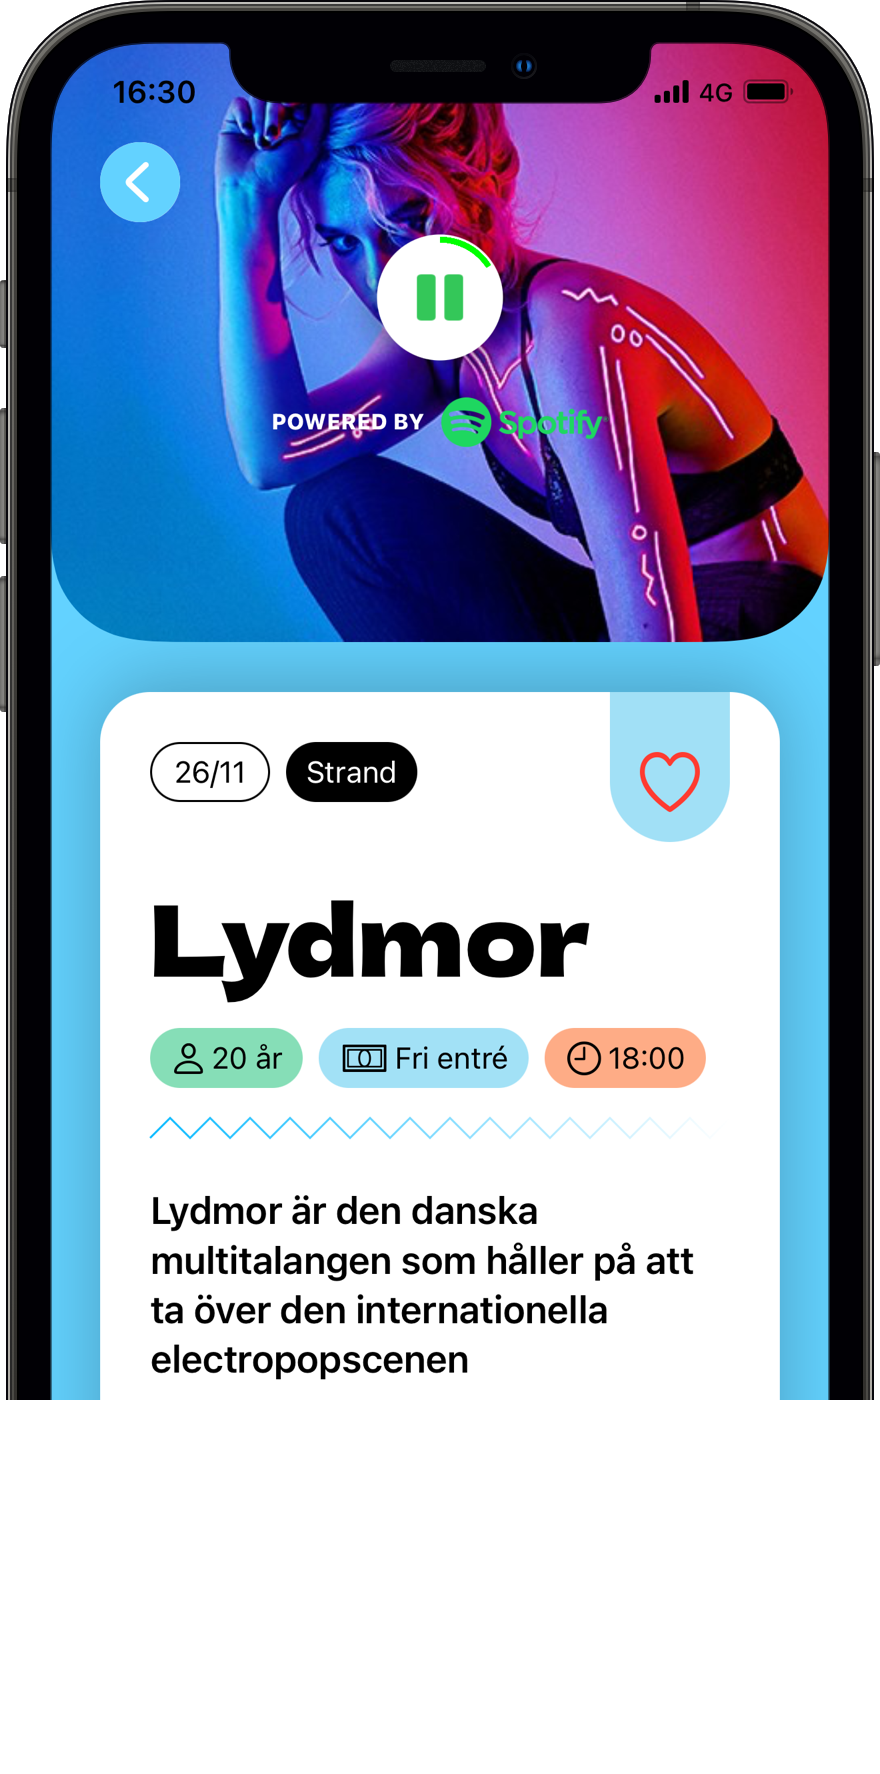 16:30
4G
POWERED BY Spotify
26/11
Strand
Lydmor
20 år
Fri entré
18:00
Lydmor är den danska
multitalangen som håller på att
ta över den internationella
electropopscenen